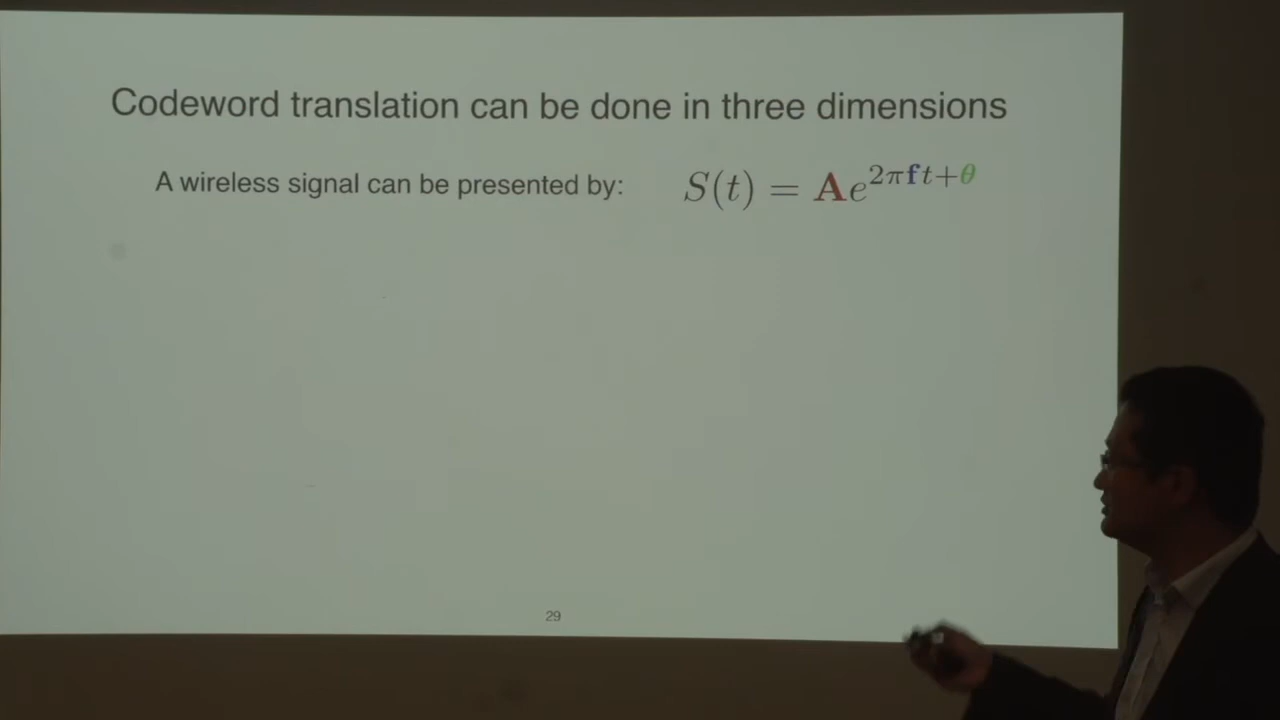 Codeword translation can be done in three dimensions
A wireless signal can be presented by: S(t) = Ae^{2πft+θ}
29